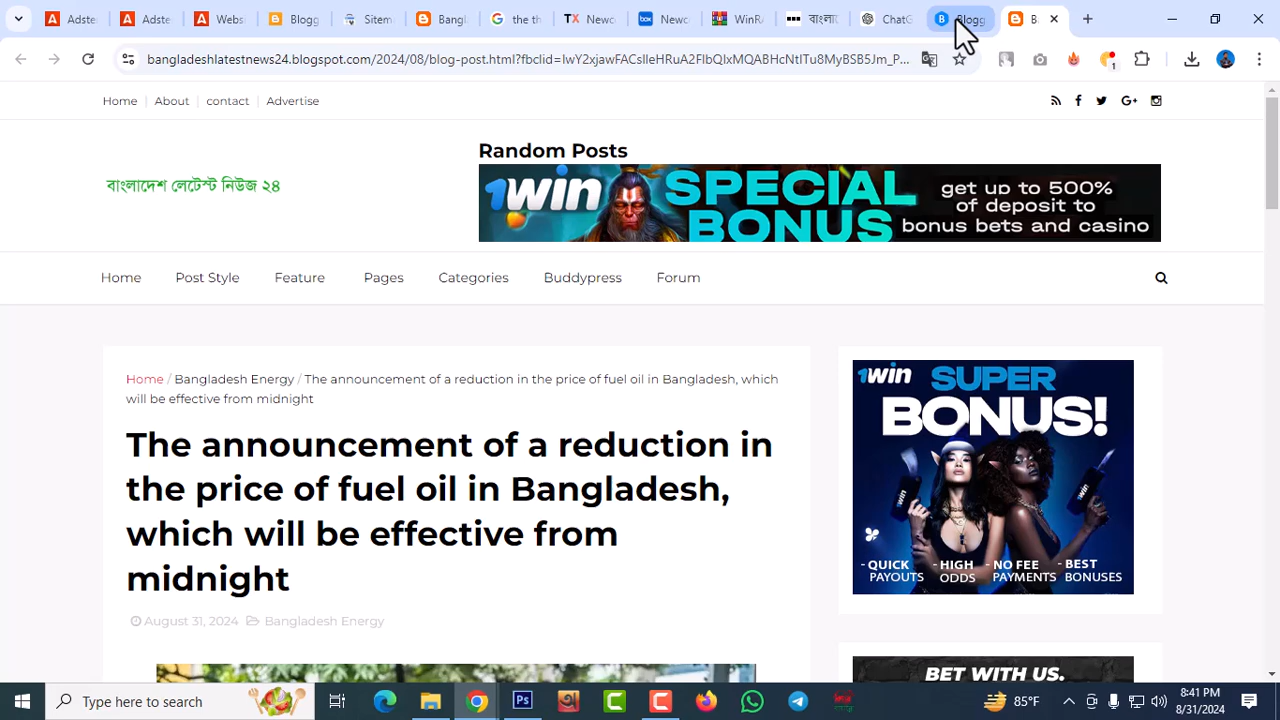 Adste
Adste
Webs
Blogg
Sitem
Bangl
the th
Newc
Newc
WinR
বাংলা
ChatG
Blogg
B
bangladeshlatestnews24.blogspot.com/2024/08/blog-post.html?fbclid=IwY2xjawFACslleHRuA2FlbQIxMQABHcNtITu8MyBSB5Jm_P...
Home
About
contact
Advertise
Random Posts
বাংলাদেশ লেটেস্ট নিউজ ২৪
1win SPECIAL BONUS
get up to 500%
of deposit to
bonus bets and casino
Home Post Style Feature Pages Categories Buddypress Forum
Home / Bangladesh Energy / The announcement of a reduction in the price of fuel oil in Bangladesh, which
will be effective from midnight
The announcement of a reduction in
the price of fuel oil in Bangladesh,
which will be effective from
midnight
August 31, 2024 Bangladesh Energy
1win SUPER
BONUS!
- QUICK PAYOUTS
- HIGH ODDS
- NO FEE PAYMENTS
- BEST BONUSES
BET WITH US.
Type here to search
85°F
8:41 PM
8/31/2024